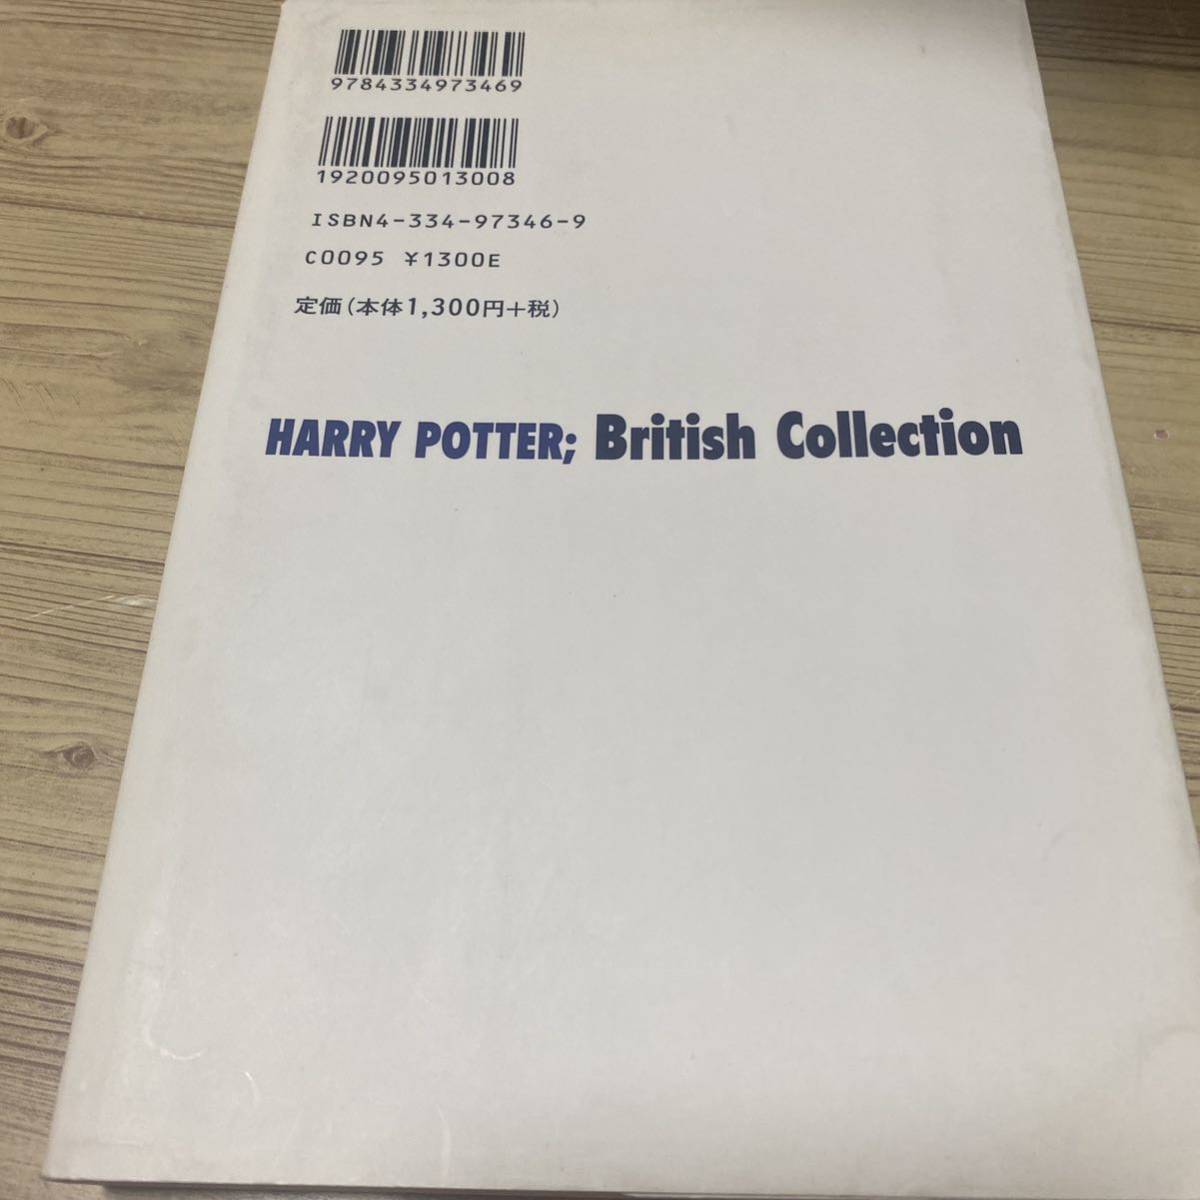 9784334973469
1920095013008
ISBN4-334-97346-9
C0095 ¥1300E
定価(本体1,300円+税)
HARRY POTTER; British Collection